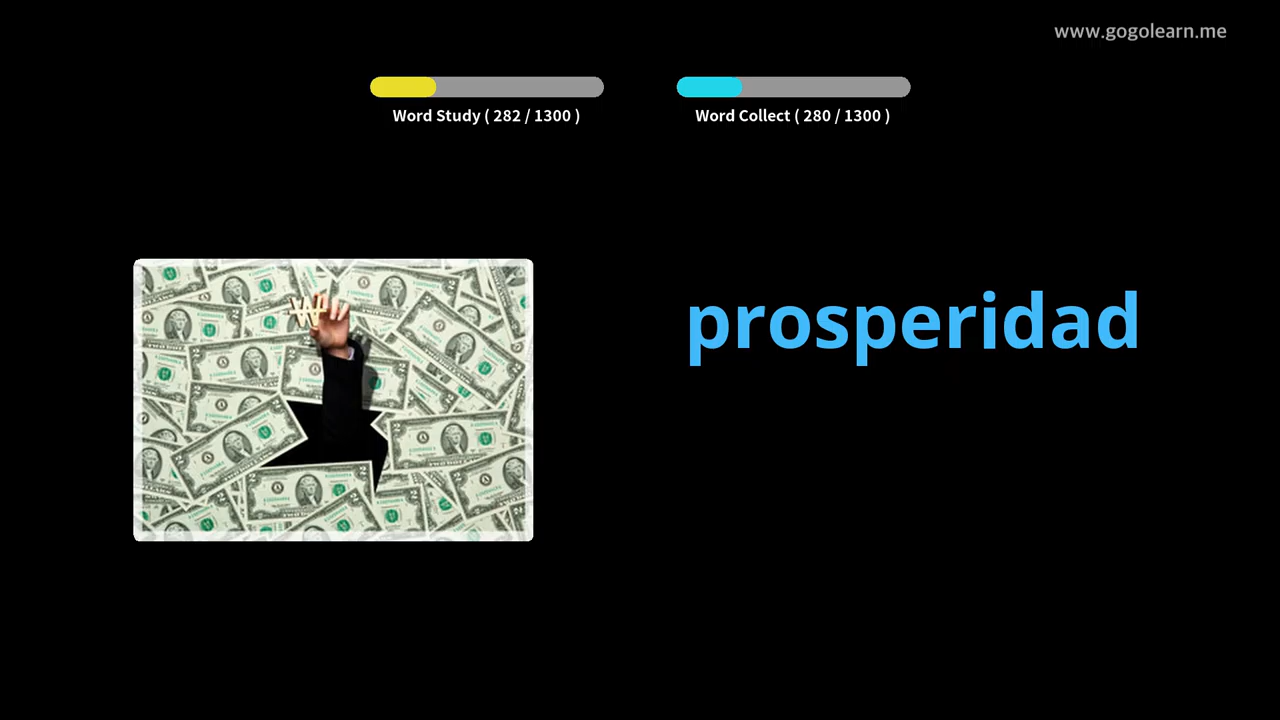 www.gogolearn.me
Word Study ( 282 / 1300 )
Word Collect ( 280 / 1300 )
₩
prosperidad